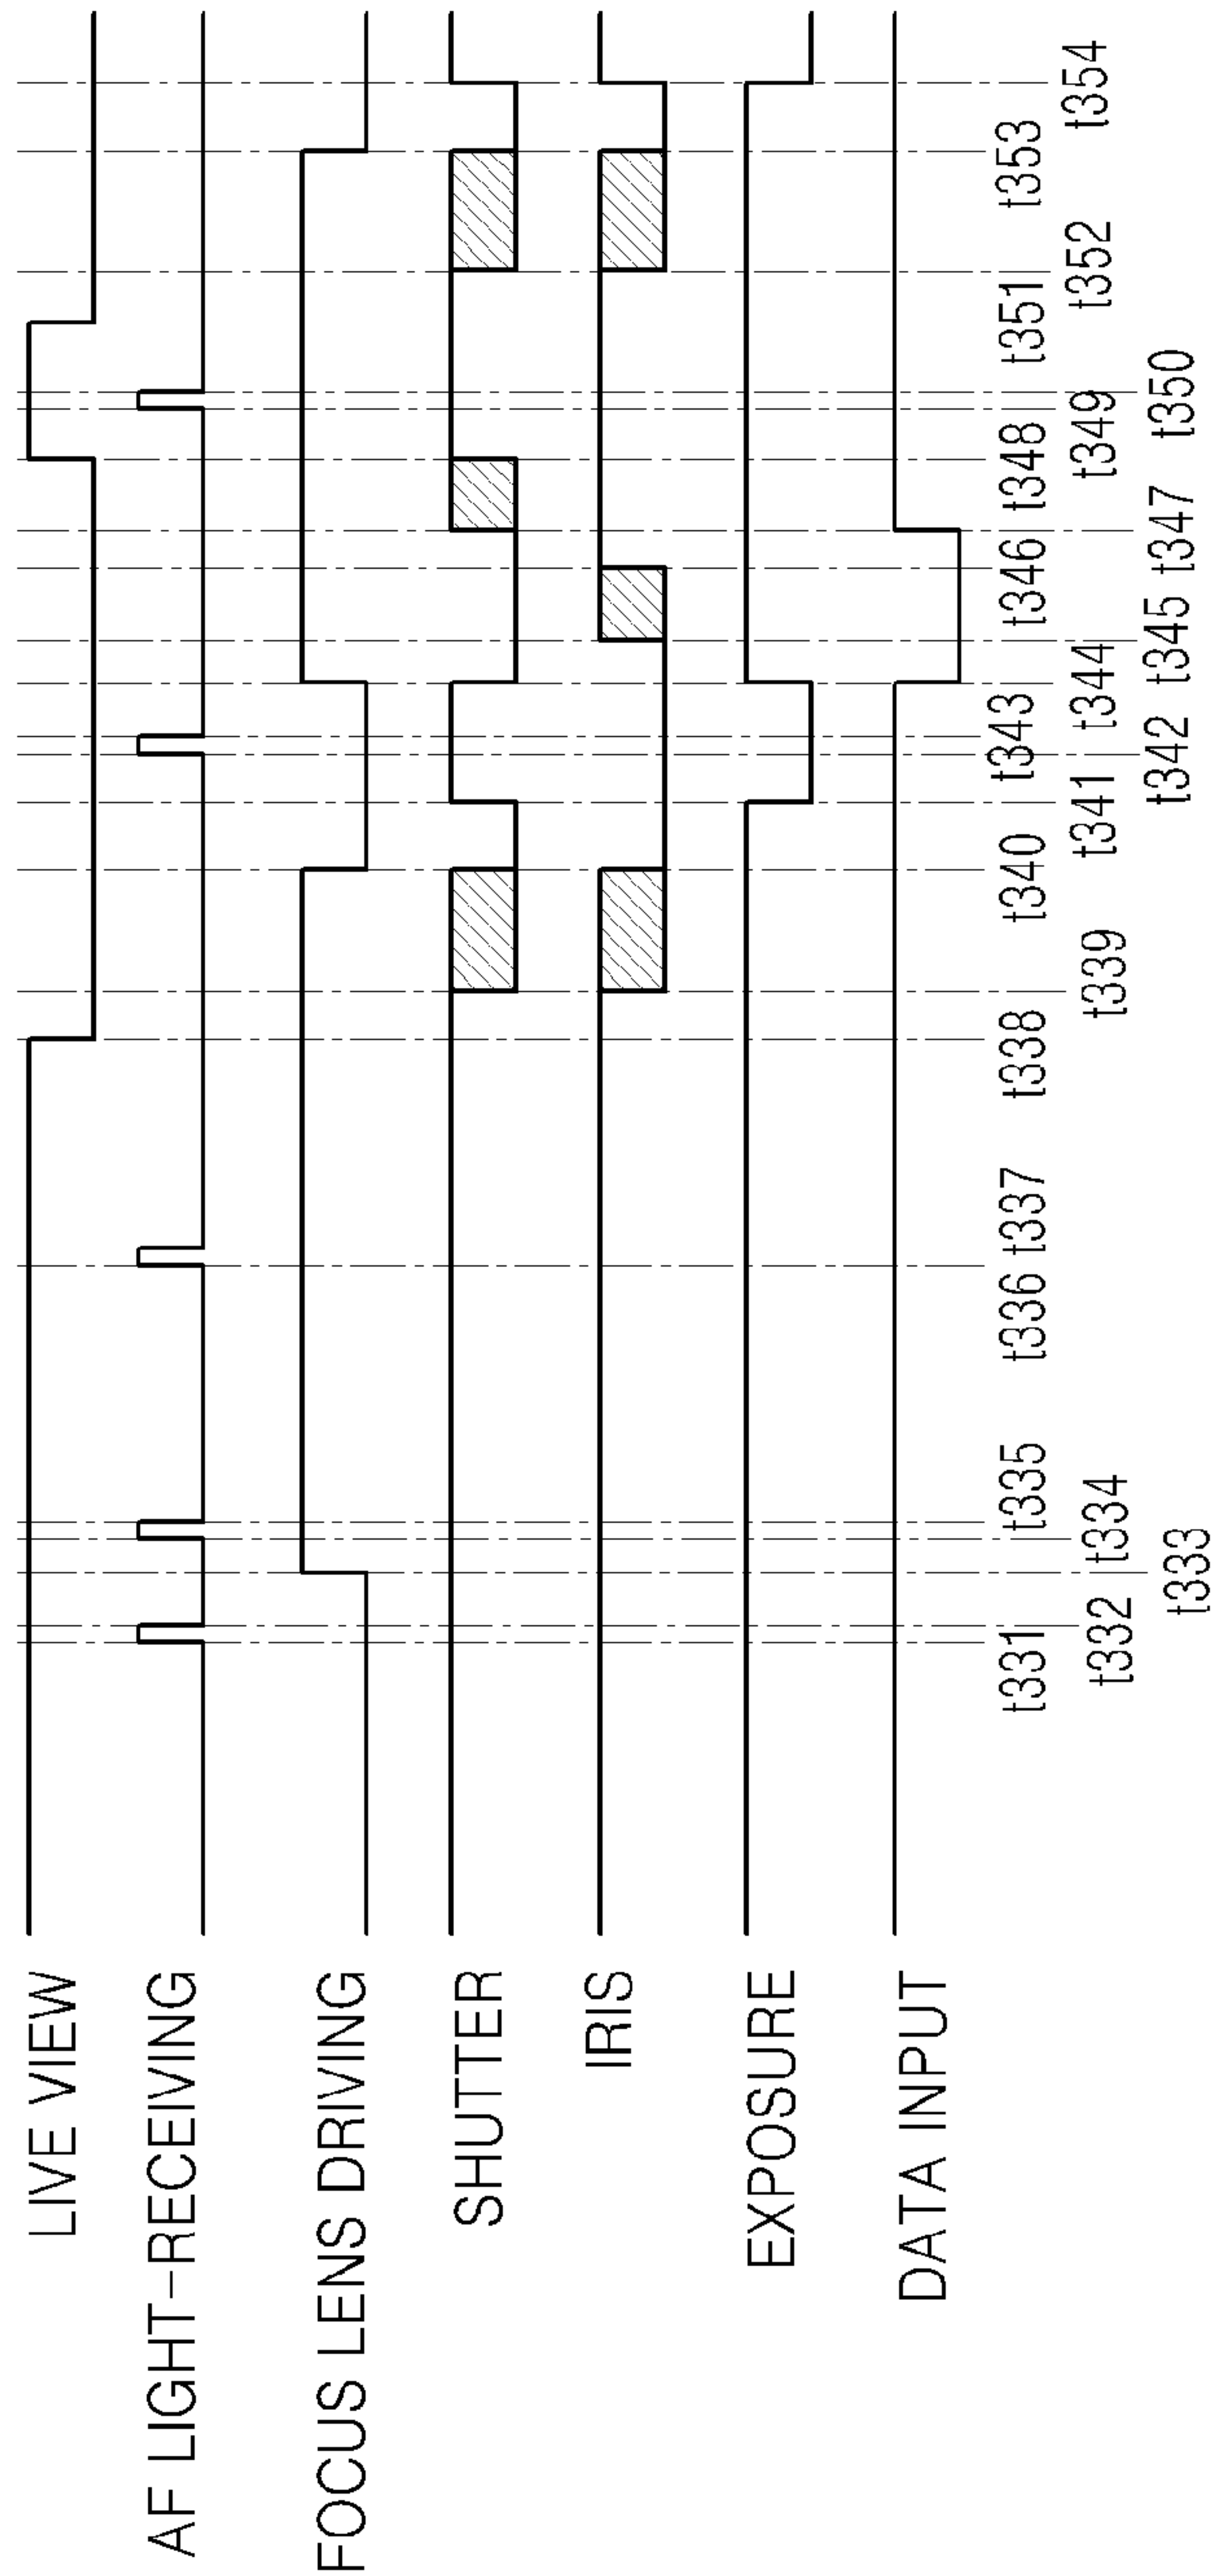 LIVE VIEW
AF LIGHT-RECEIVING
FOCUS LENS DRIVING
SHUTTER
IRIS
EXPOSURE
DATA INPUT
t331
t332
t333
t334
t335
t336
t337
t338
t339
t340
t341
t342
t343
t344
t345
t346
t347
t348
t349
t350
t351
t352
t353
t354